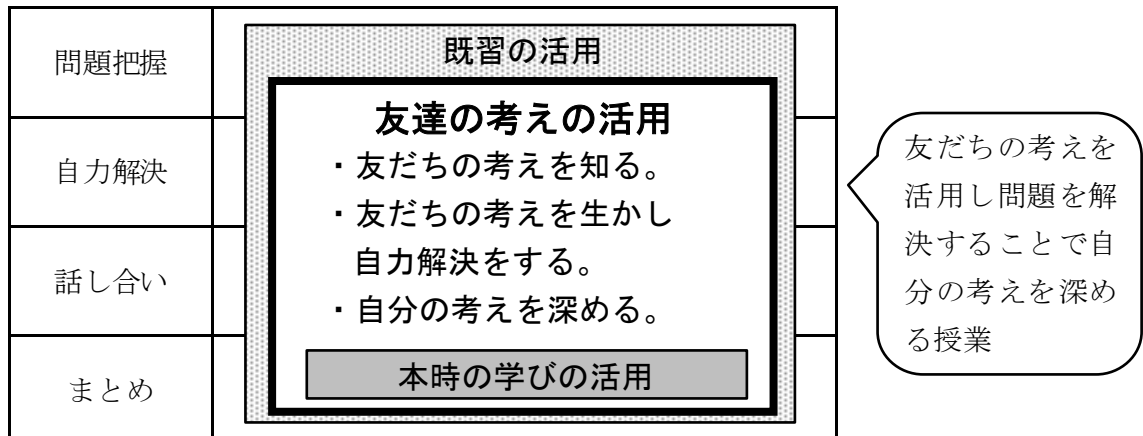 問題把握
自力解決
話し合い
まとめ
既習の活用
友達の考えの活用
・友だちの考えを知る。
・友だちの考えを生かし
自力解決をする。
・自分の考えを深める。
本時の学びの活用
友だちの考えを
活用し問題を解
決することで自
分の考えを深め
る授業